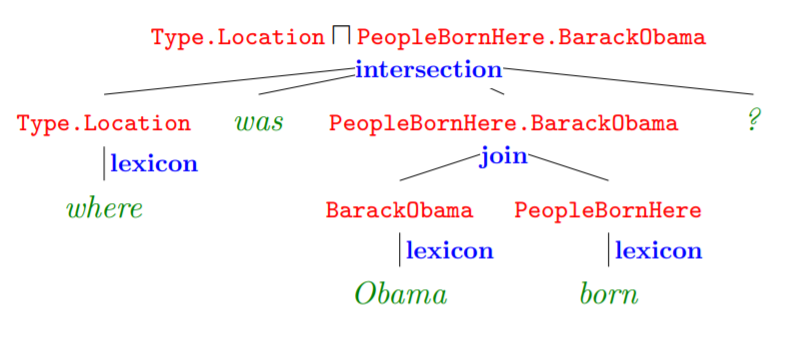 Type.Location ⊓ PeopleBornHere.BarackObama
intersection
Type.Location was PeopleBornHere.BarackObama ?
lexicon join
where BarackObama PeopleBornHere
lexicon lexicon
Obama born